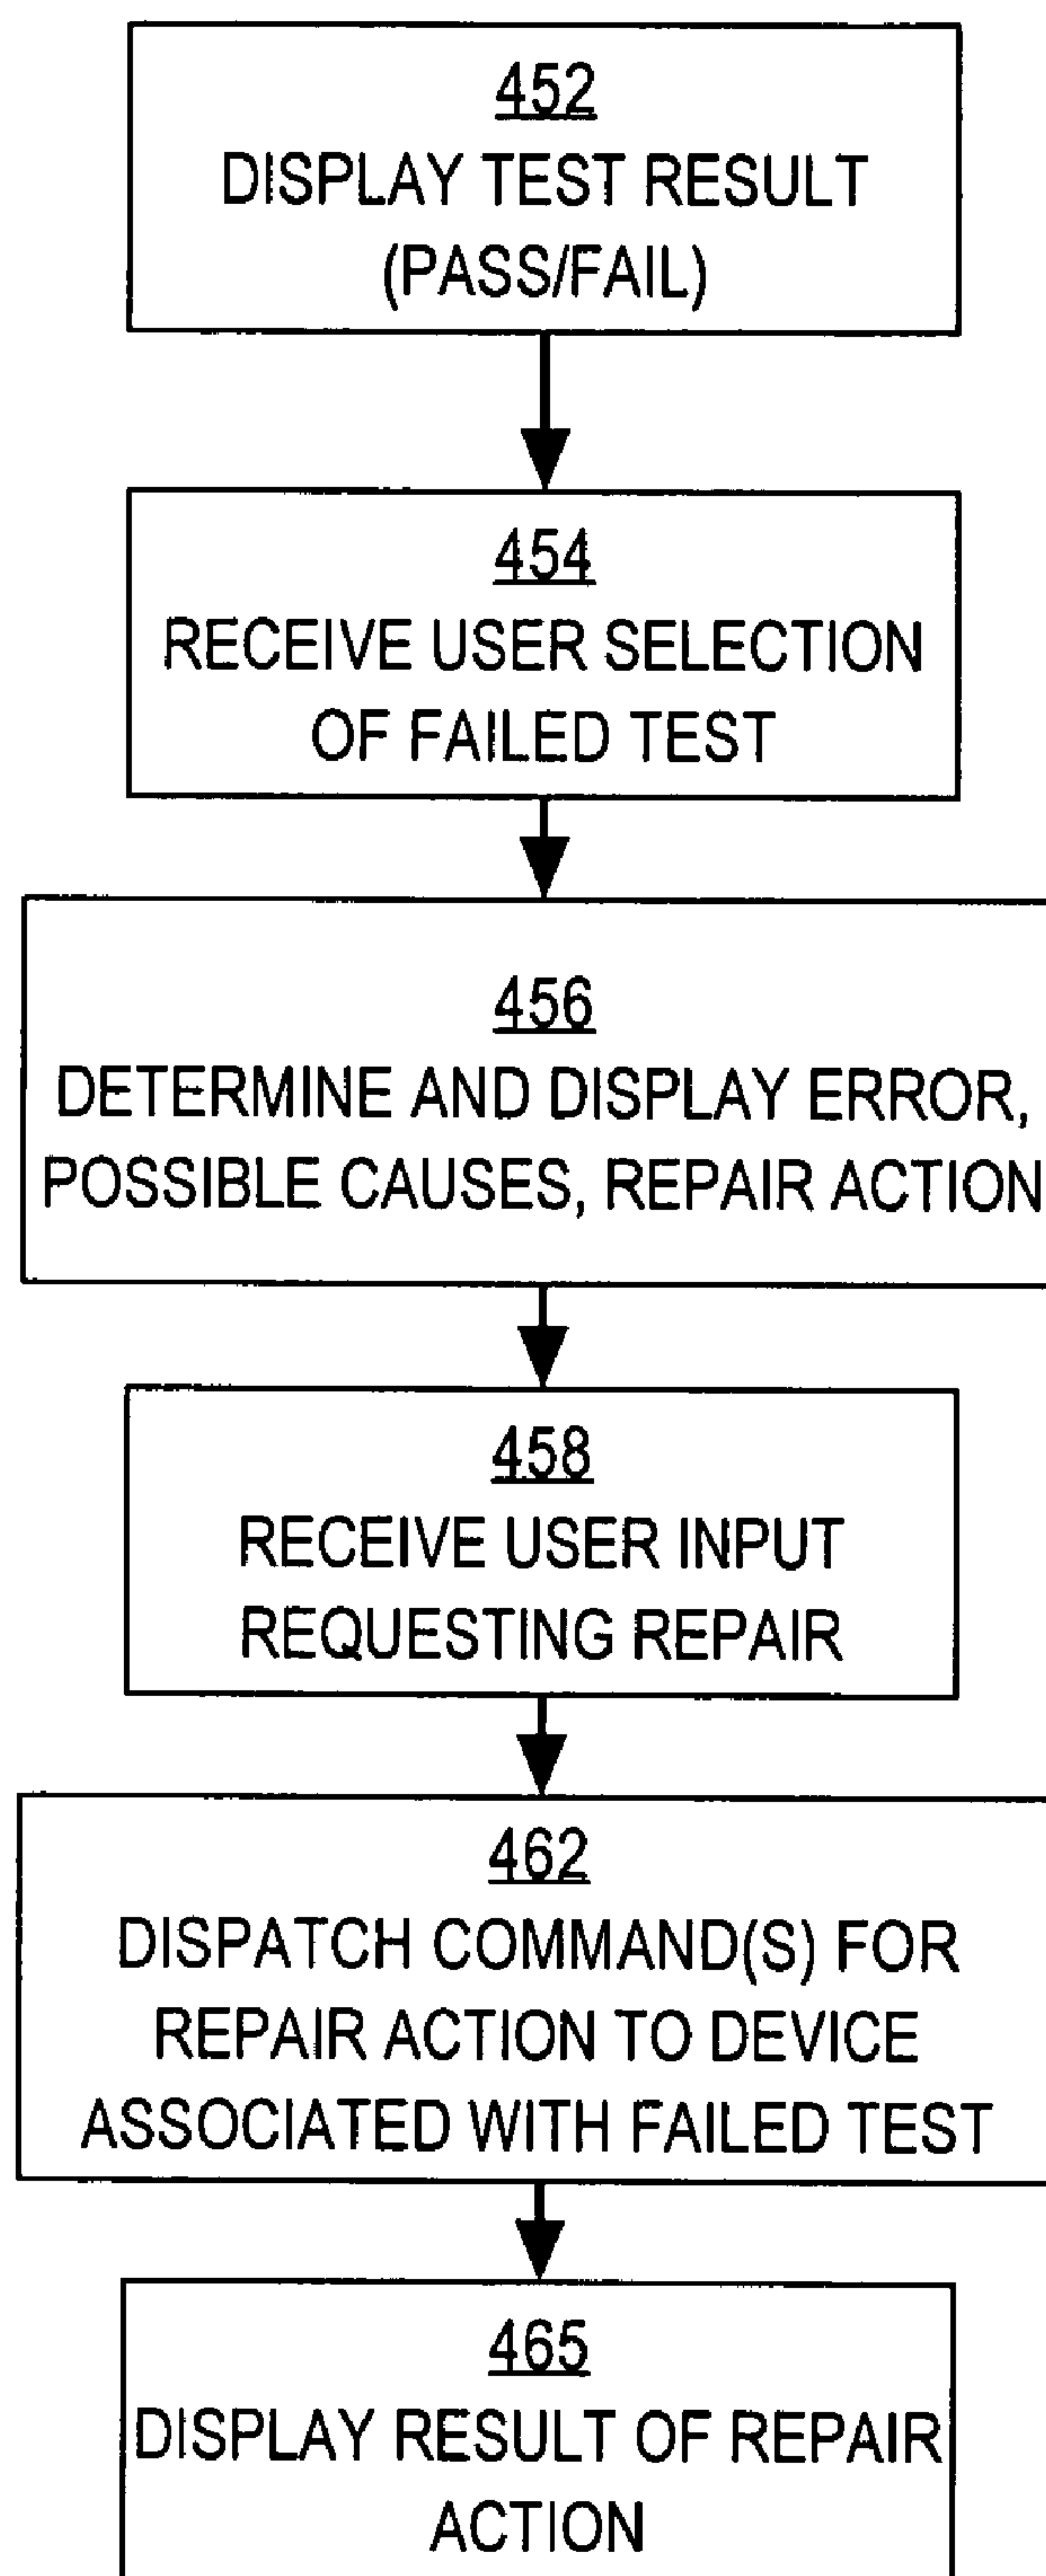 452
DISPLAY TEST RESULT
(PASS/FAIL)
454
RECEIVE USER SELECTION
OF FAILED TEST
456
DETERMINE AND DISPLAY ERROR,
POSSIBLE CAUSES, REPAIR ACTION
458
RECEIVE USER INPUT
REQUESTING REPAIR
462
DISPATCH COMMAND(S) FOR
REPAIR ACTION TO DEVICE
ASSOCIATED WITH FAILED TEST
465
DISPLAY RESULT OF REPAIR
ACTION